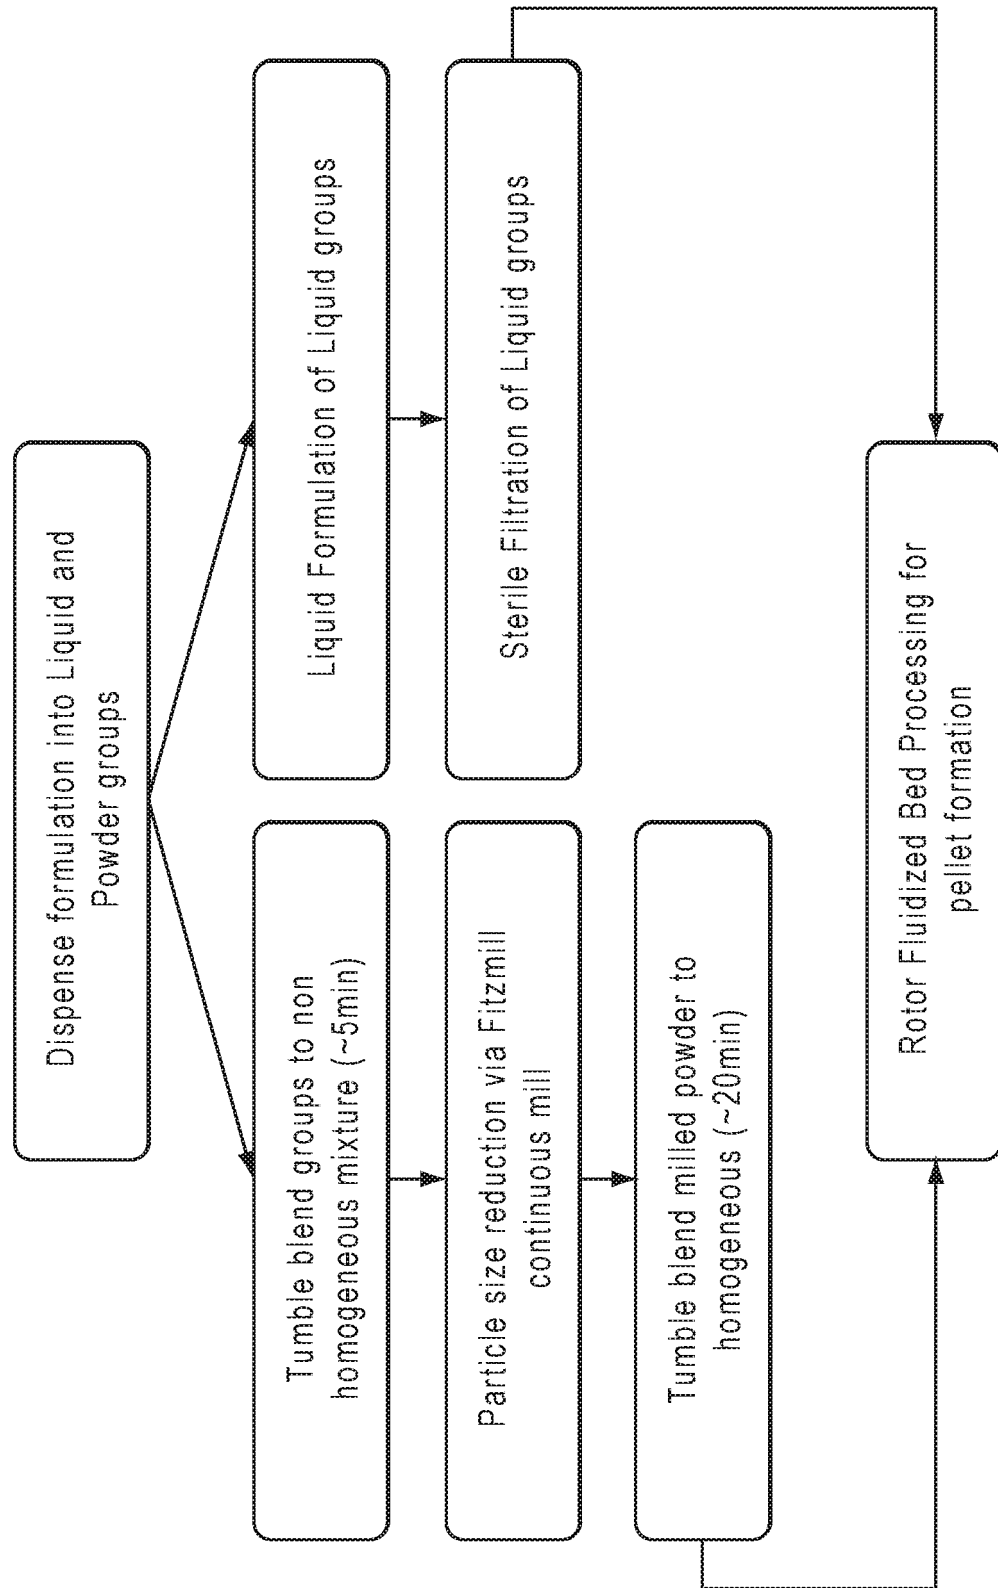 Dispense formulation into Liquid and
Powder groups
Tumble blend groups to non
homogeneous mixture (~5min)
Particle size reduction via Fitzmill
continuous mill
Tumble blend milled powder to
homogeneous (~20min)
Liquid Formulation of Liquid groups
Sterile Filtration of Liquid groups
Rotor Fluidized Bed Processing for
pellet formation